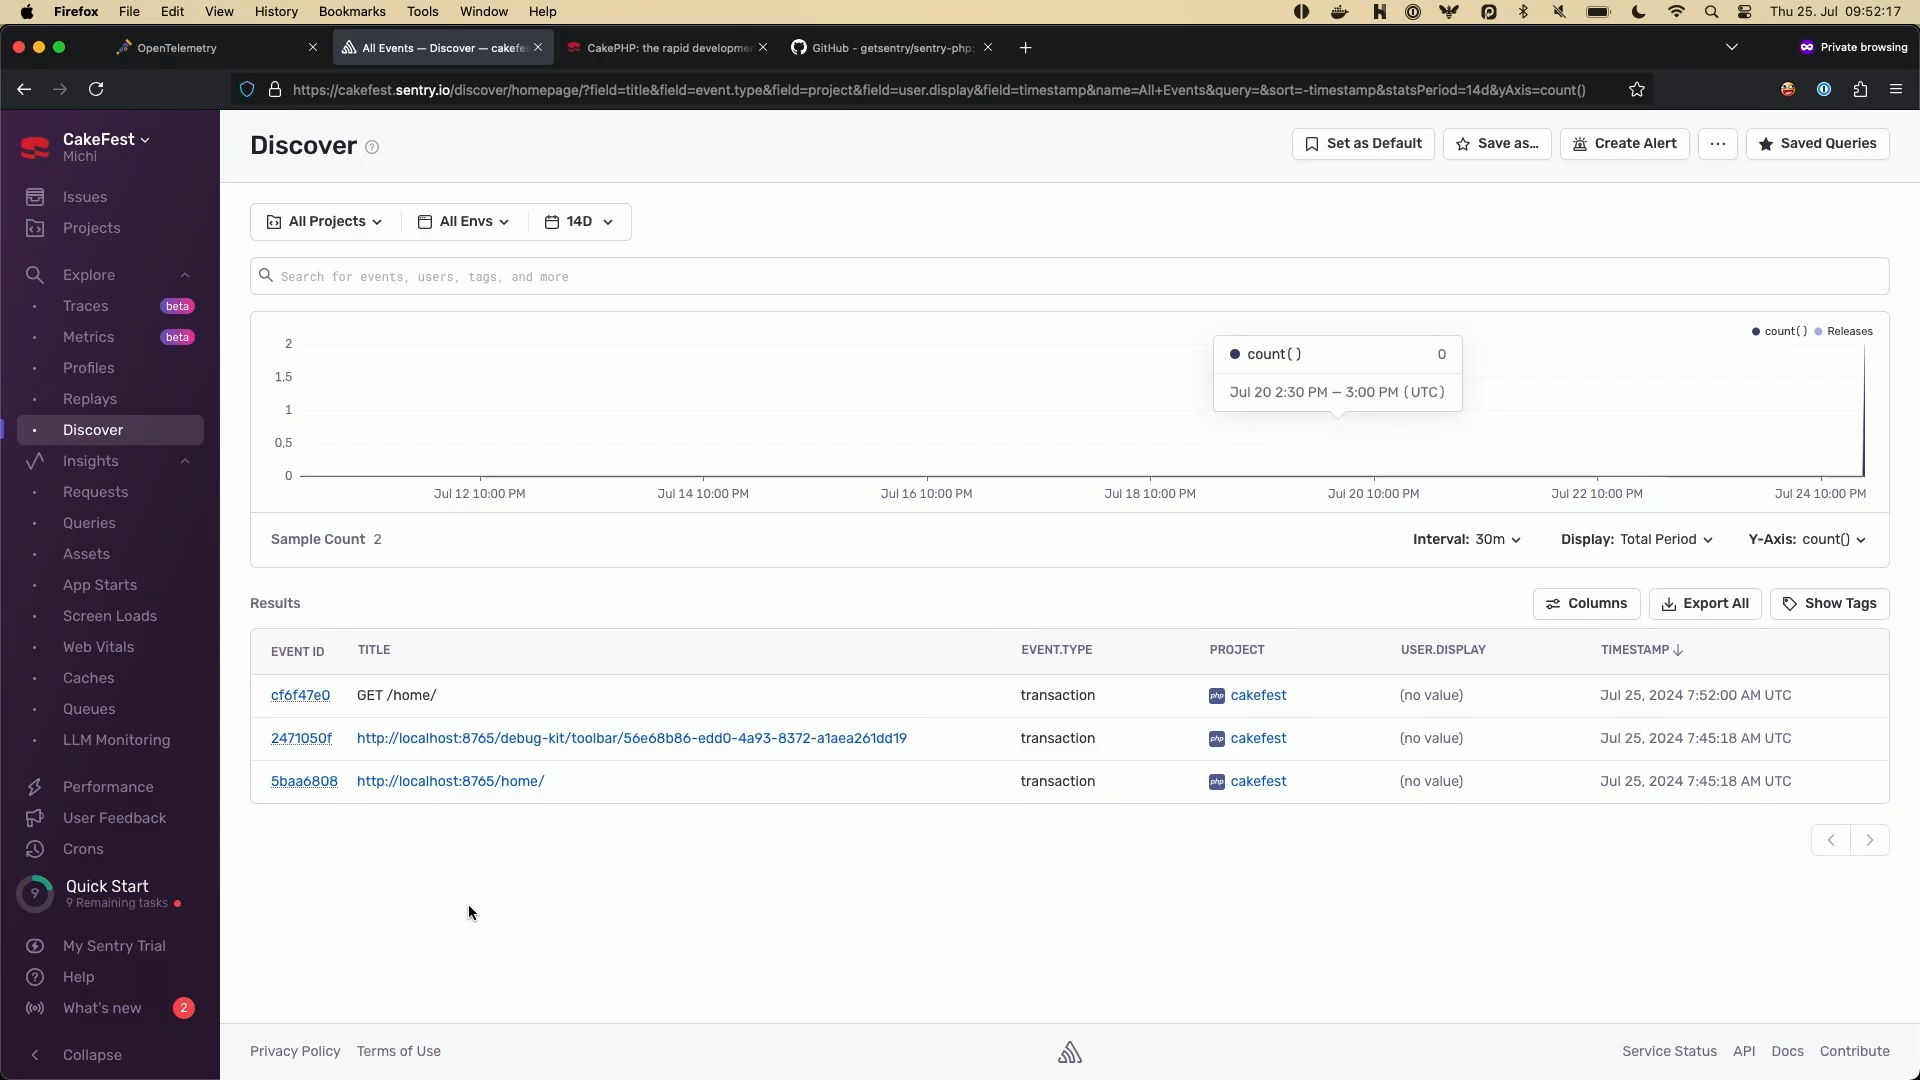 Firefox File Edit View History Bookmarks Tools Window Help Thu 25. Jul 09:52:17
OpenTelemetry All Events — Discover — cakefes CakePHP: the rapid developme GitHub - getsentry/sentry-php: Private browsing
https://cakefest.sentry.io/discover/homepage/?field=title&field=event.type&field=project&field=user.display&field=timestamp&name=All+Events&query=&sort=-timestamp&statsPeriod=14d&yAxis=count()
CakeFest
Michi
Issues
Projects
Explore
Traces beta
Metrics beta
Profiles
Replays
Discover
Insights
Requests
Queries
Assets
App Starts
Screen Loads
Web Vitals
Caches
Queues
LLM Monitoring
Performance
User Feedback
Crons
9 Quick Start
9 Remaining tasks
My Sentry Trial
Help
What's new 2
Collapse
Discover
Set as Default Save as... Create Alert ... Saved Queries
All Projects All Envs 14D
Search for events, users, tags, and more
count() Releases
2
1,5
1
0,5
0
count() 0
Jul 20 2:30 PM — 3:00 PM (UTC)
Jul 12 10:00 PM Jul 14 10:00 PM Jul 16 10:00 PM Jul 18 10:00 PM Jul 20 10:00 PM Jul 22 10:00 PM Jul 24 10:00 PM
Sample Count 2 Interval: 30m Display: Total Period Y-Axis: count()
Results Columns Export All Show Tags
EVENT ID TITLE EVENT.TYPE PROJECT USER.DISPLAY TIMESTAMP
cf6f47e0 GET /home/ transaction php cakefest (no value) Jul 25, 2024 7:52:00 AM UTC
2471050f http://localhost:8765/debug-kit/toolbar/56e68b86-edd0-4a93-8372-a1aea261dd19 transaction php cakefest (no value) Jul 25, 2024 7:45:18 AM UTC
5baa6808 http://localhost:8765/home/ transaction php cakefest (no value) Jul 25, 2024 7:45:18 AM UTC
Privacy Policy Terms of Use Service Status API Docs Contribute